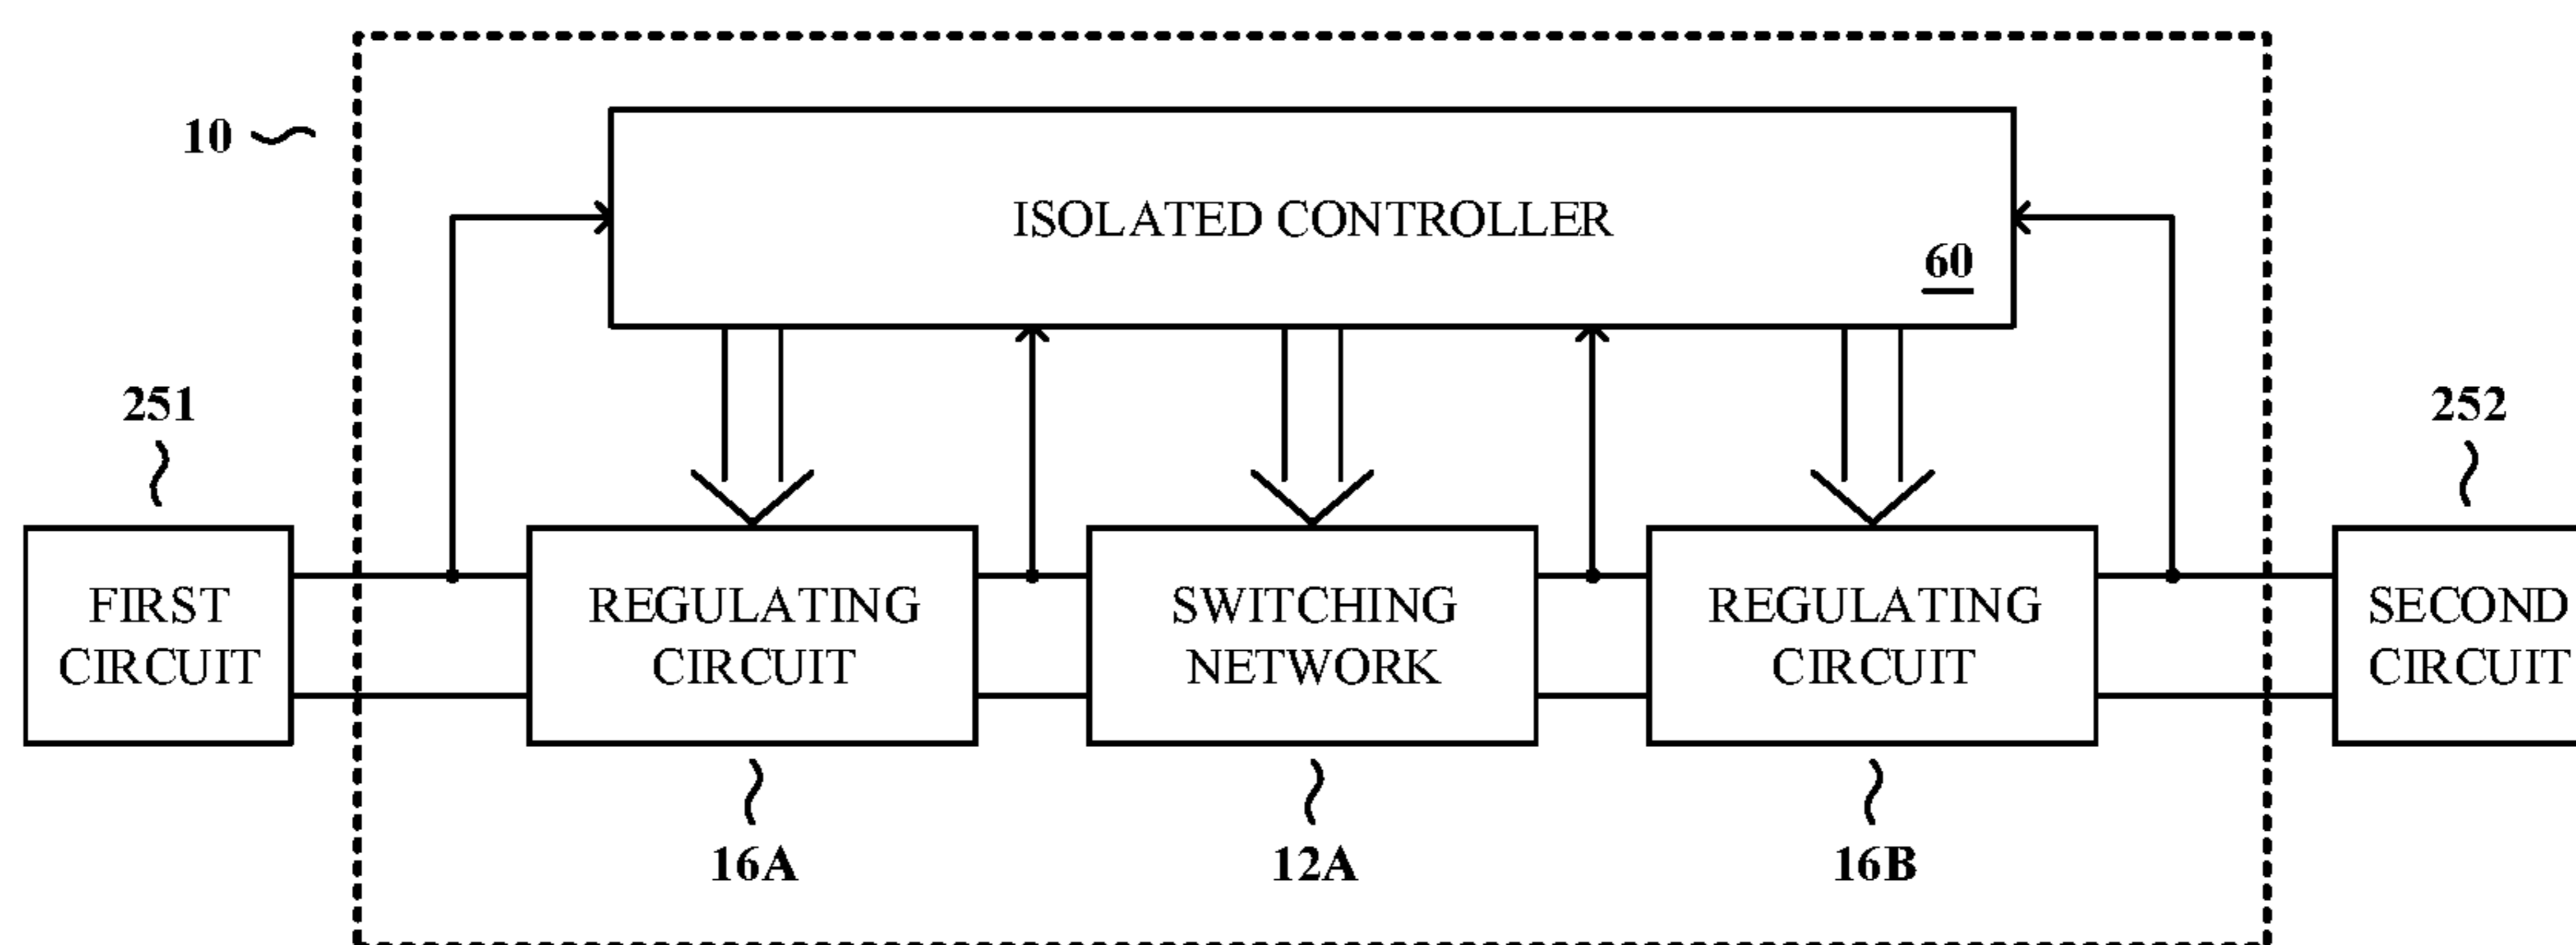 10
ISOLATED CONTROLLER
60
251
252
FIRST
CIRCUIT
REGULATING
CIRCUIT
SWITCHING
NETWORK
REGULATING
CIRCUIT
SECOND
CIRCUIT
16A
12A
16B